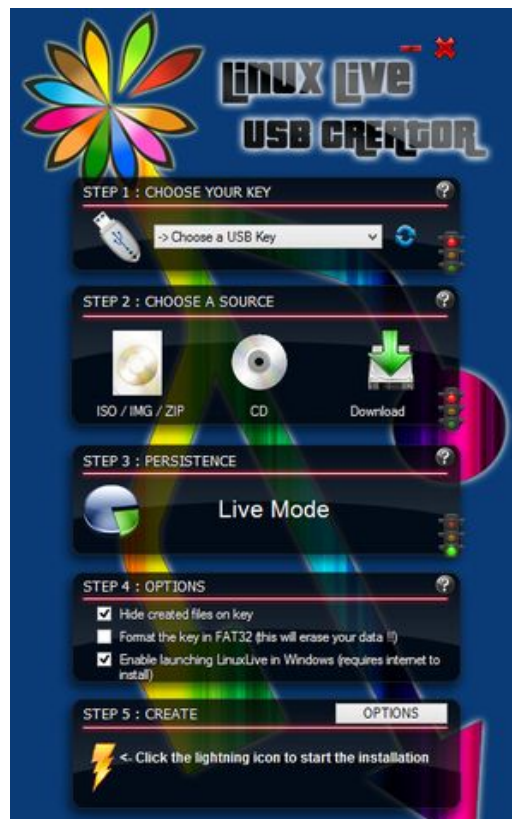 LiNUX LiVE
USB CREATOR
STEP 1 : CHOOSE YOUR KEY
?
-> Choose a USB Key
STEP 2 : CHOOSE A SOURCE
?
ISO / IMG / ZIP
CD
Download
STEP 3 : PERSISTENCE
?
Live Mode
STEP 4 : OPTIONS
?
Hide created files on key
Format the key in FAT32 (this will erase your data !!)
Enable launching LinuxLive in Windows (requires internet to
install)
STEP 5 : CREATE
OPTIONS
<- Click the lightning icon to start the installation